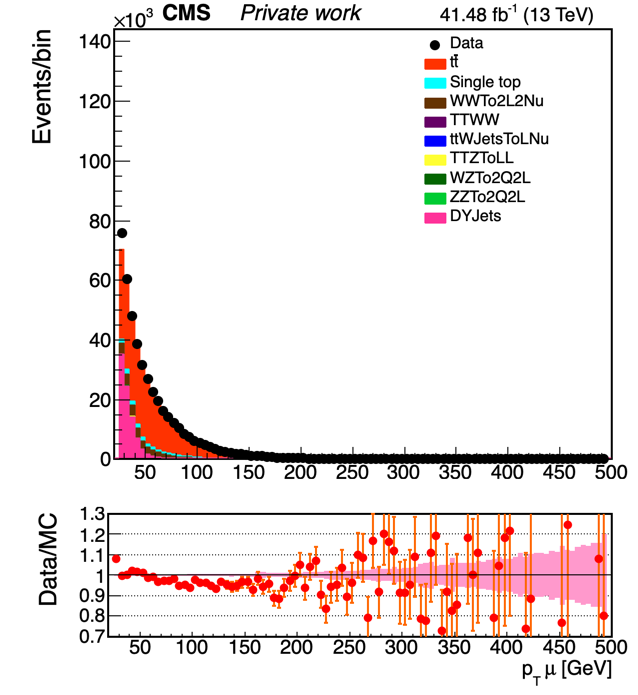 ×10³ CMS Private work 41.48 fb⁻¹ (13 TeV)
Events/bin
140
120
100
80
60
40
20
0
Data
tt̄
Single top
WWTo2L2Nu
TTWW
ttWJetsToLNu
TTZToLL
WZTo2Q2L
ZZTo2Q2L
DYJets
50 100 150 200 250 300 350 400 450 500
Data/MC
1.3
1.2
1.1
1
0.9
0.8
0.7
50 100 150 200 250 300 350 400 450 500
p_T μ [GeV]